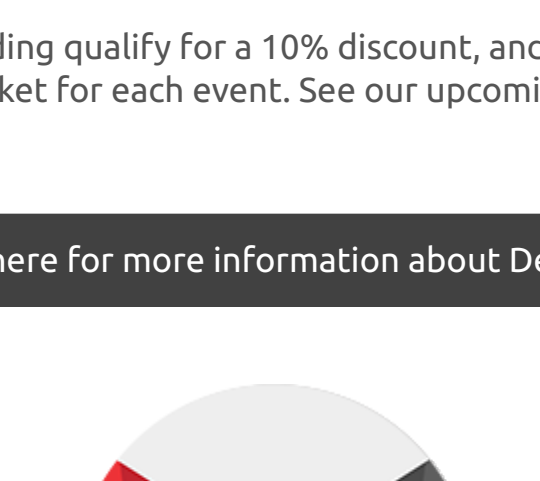 ding qualify for a 10% discount, and
ket for each event. See our upcomi
here for more information about De